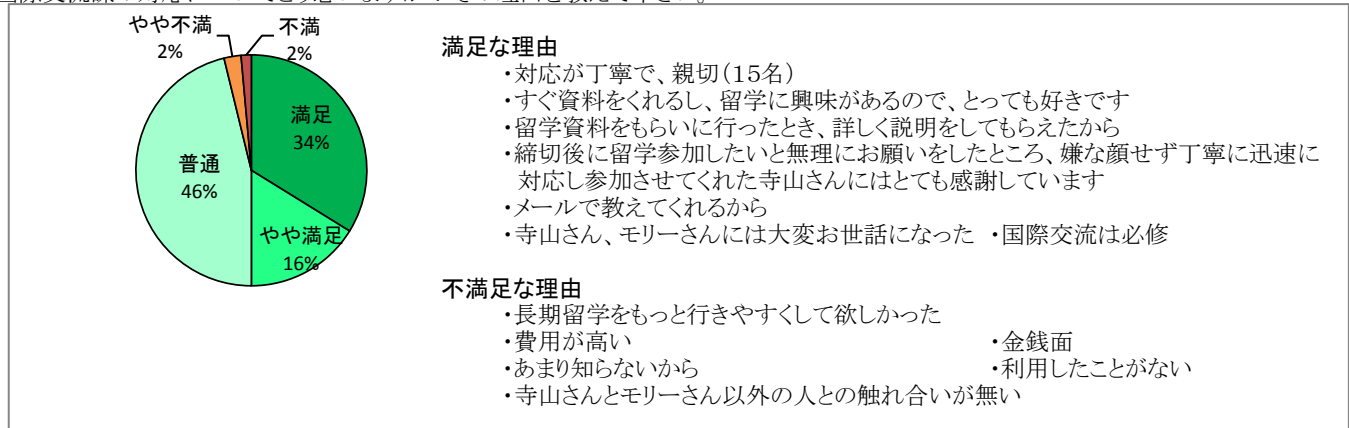 やや不満
2%
不満
2%
満足
34%
普通
46%
やや満足
16%
満足な理由
・対応が丁寧で、親切(15名)
・すぐ資料をくれるし、留学に興味があるので、とっても好きです
・留学資料をもらいに行ったとき、詳しく説明をしてもらえたから
・締切後に留学参加したいと無理にお願いをしたところ、嫌な顔せず丁寧に迅速に
対応し参加させてくれた寺山さんにはとても感謝しています
・メールで教えてくれるから
・寺山さん、モリーさんには大変お世話になった ・国際交流は必修
不満足な理由
・長期留学をもっと行きやすくして欲しかった
・費用が高い ・金銭面
・あまり知らないから ・利用したことがない
・寺山さんとモリーさん以外の人との触れ合いが無い